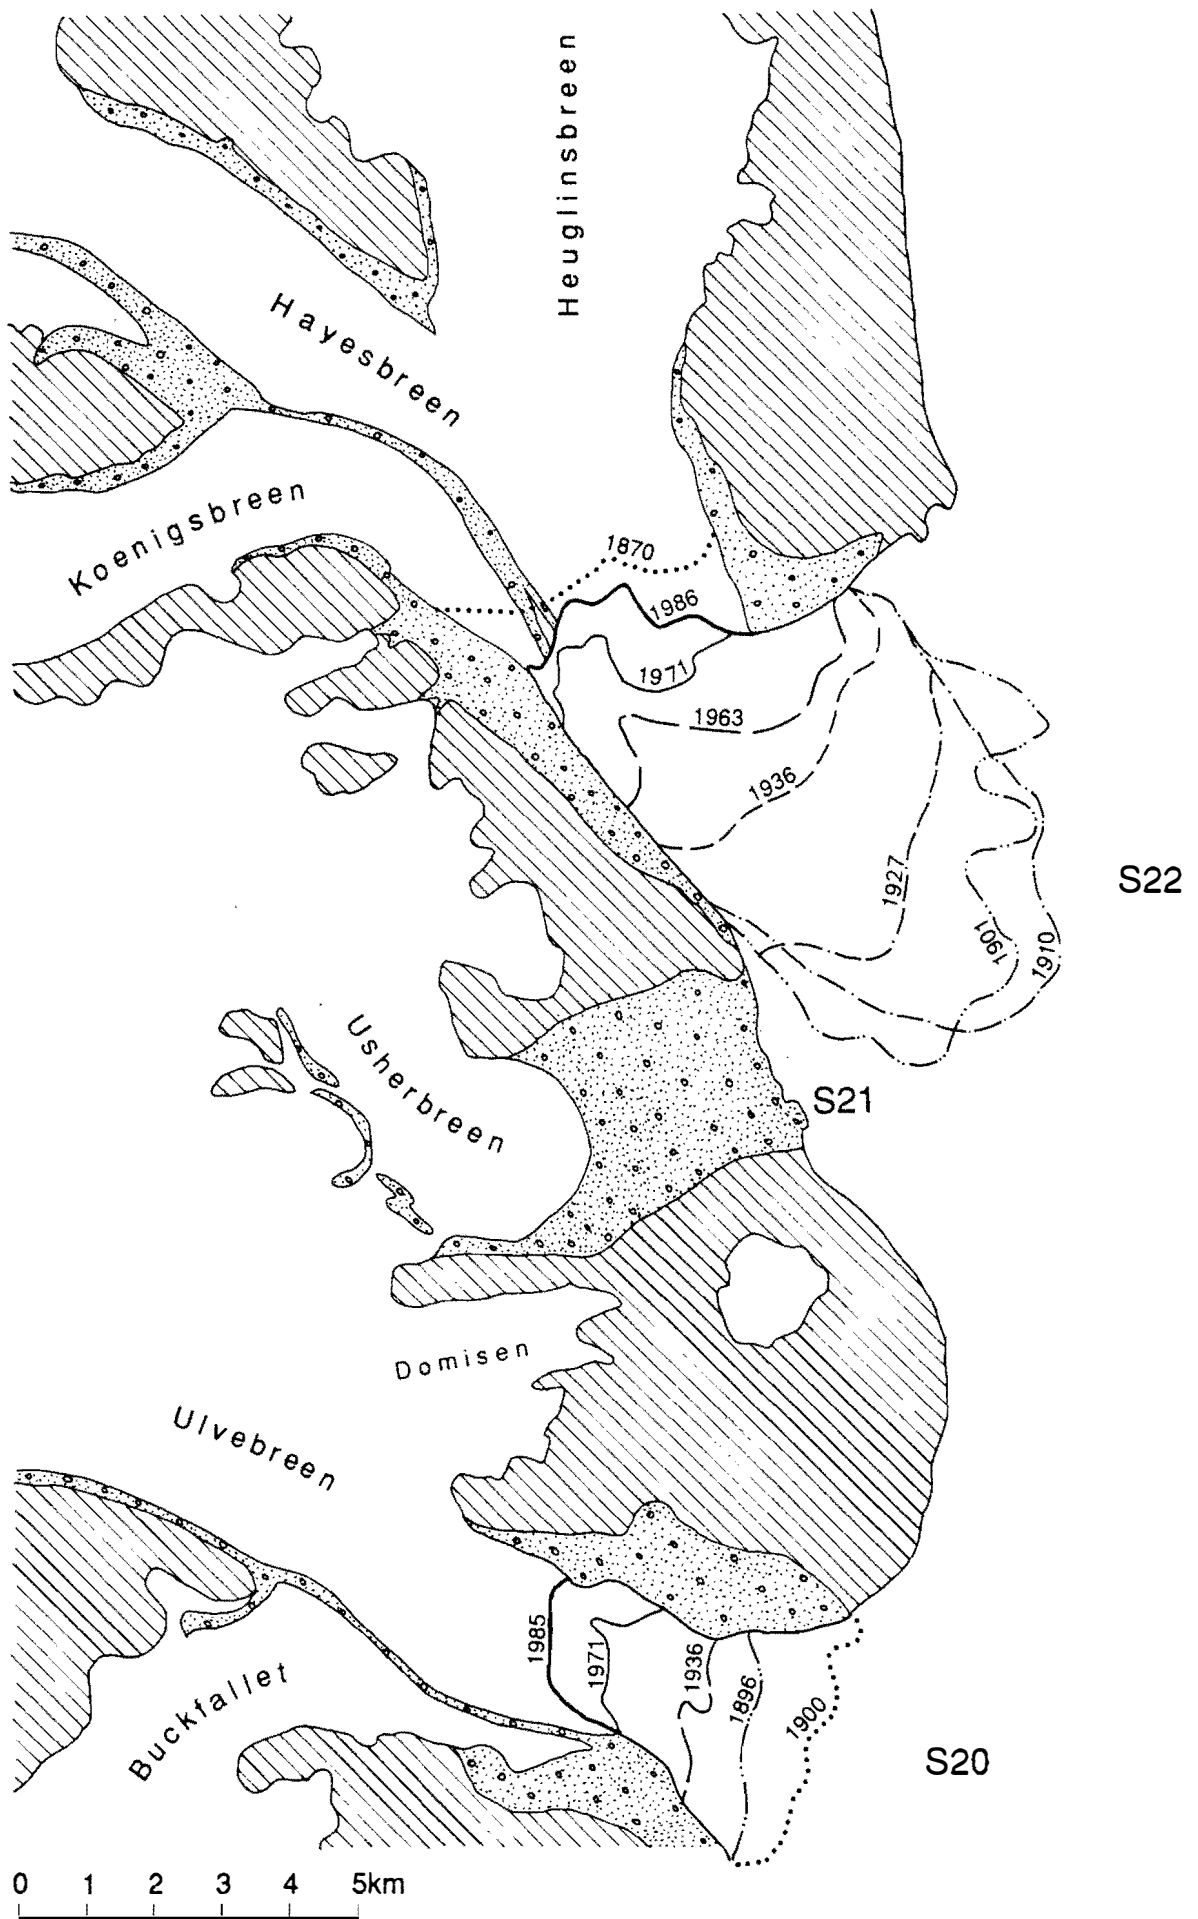 Heuglinsbreen
Hayesbreen
Koenigsbreen
1870
1986
1971
1963
1936
1927
1901
1910
S22
Usherbreen
S21
Domisen
Ulvebreen
Buckfallet
1985
1971
1936
1896
1900
S20
0 1 2 3 4 5km